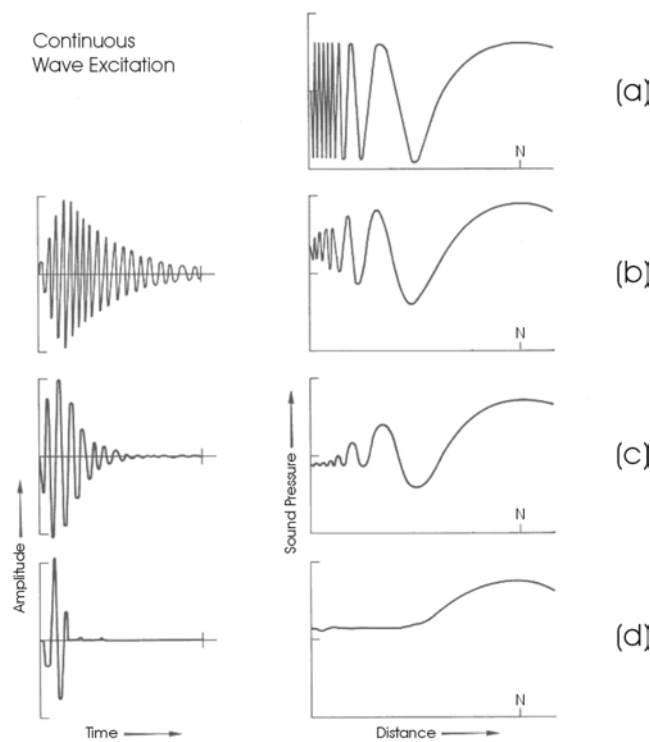 Continuous
Wave Excitation
N
(a)
N
(b)
N
(c)
N
(d)
Amplitude
Sound Pressure
Time
Distance